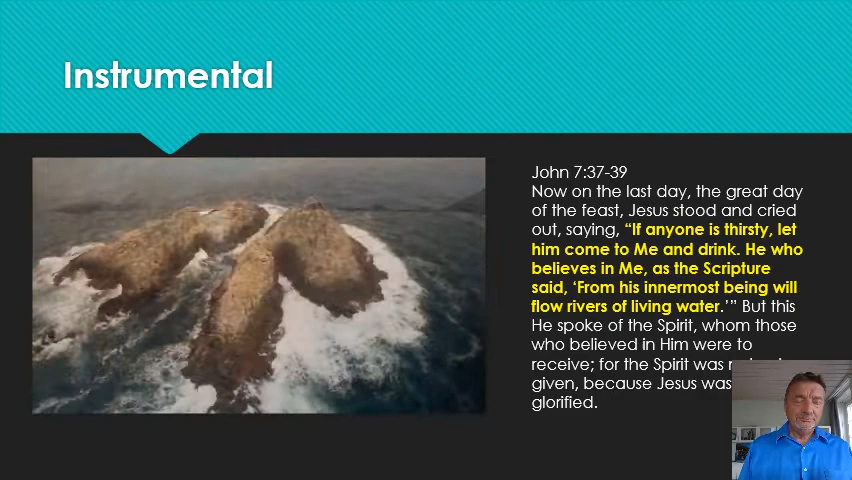 Instrumental
John 7:37-39
Now on the last day, the great day
of the feast, Jesus stood and cried
out, saying, “If anyone is thirsty, let
him come to Me and drink. He who
believes in Me, as the Scripture
said, ‘From his innermost being will
flow rivers of living water.’” But this
He spoke of the Spirit, whom those
who believed in Him were to
receive; for the Spirit was
given, because Jesus was
glorified.